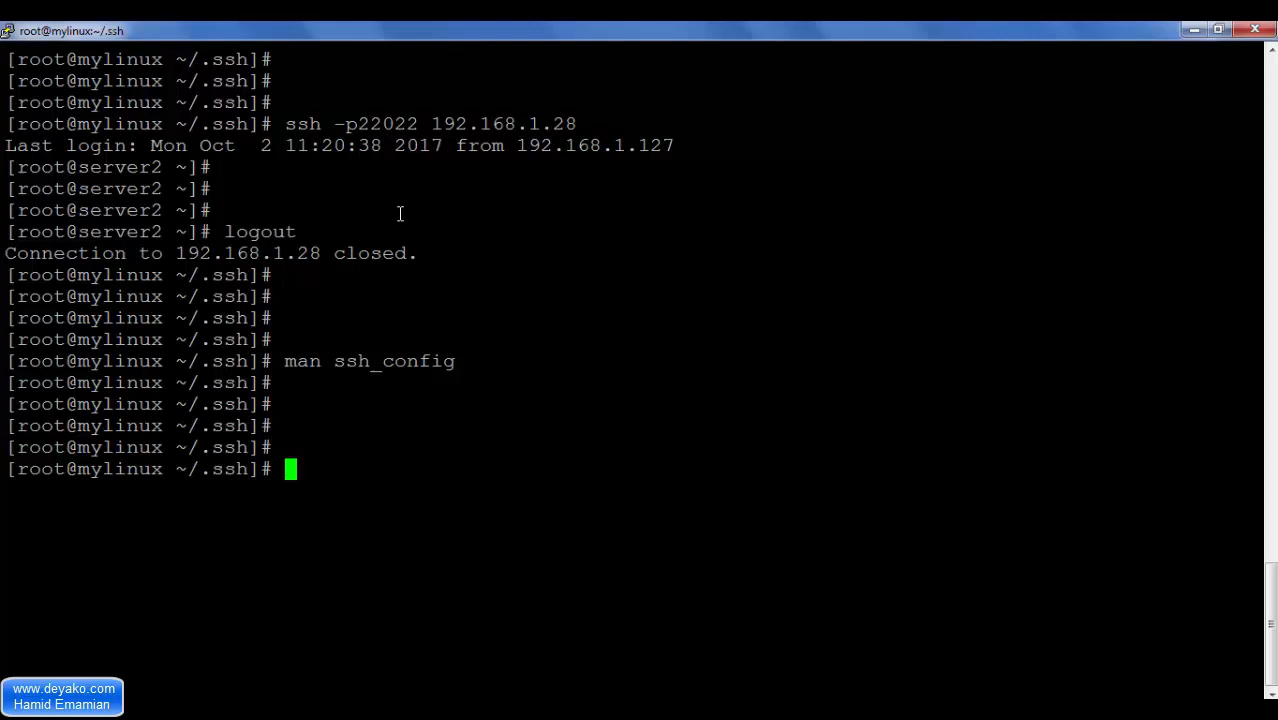 root@mylinux:~/.ssh
[root@mylinux ~/.ssh]#
[root@mylinux ~/.ssh]#
[root@mylinux ~/.ssh]#
[root@mylinux ~/.ssh]# ssh -p22022 192.168.1.28
Last login: Mon Oct  2 11:20:38 2017 from 192.168.1.127
[root@server2 ~]#
[root@server2 ~]#
[root@server2 ~]#
[root@server2 ~]# logout
Connection to 192.168.1.28 closed.
[root@mylinux ~/.ssh]#
[root@mylinux ~/.ssh]#
[root@mylinux ~/.ssh]#
[root@mylinux ~/.ssh]#
[root@mylinux ~/.ssh]# man ssh_config
[root@mylinux ~/.ssh]#
[root@mylinux ~/.ssh]#
[root@mylinux ~/.ssh]#
[root@mylinux ~/.ssh]#
[root@mylinux ~/.ssh]#
www.deyako.com
Hamid Emamian